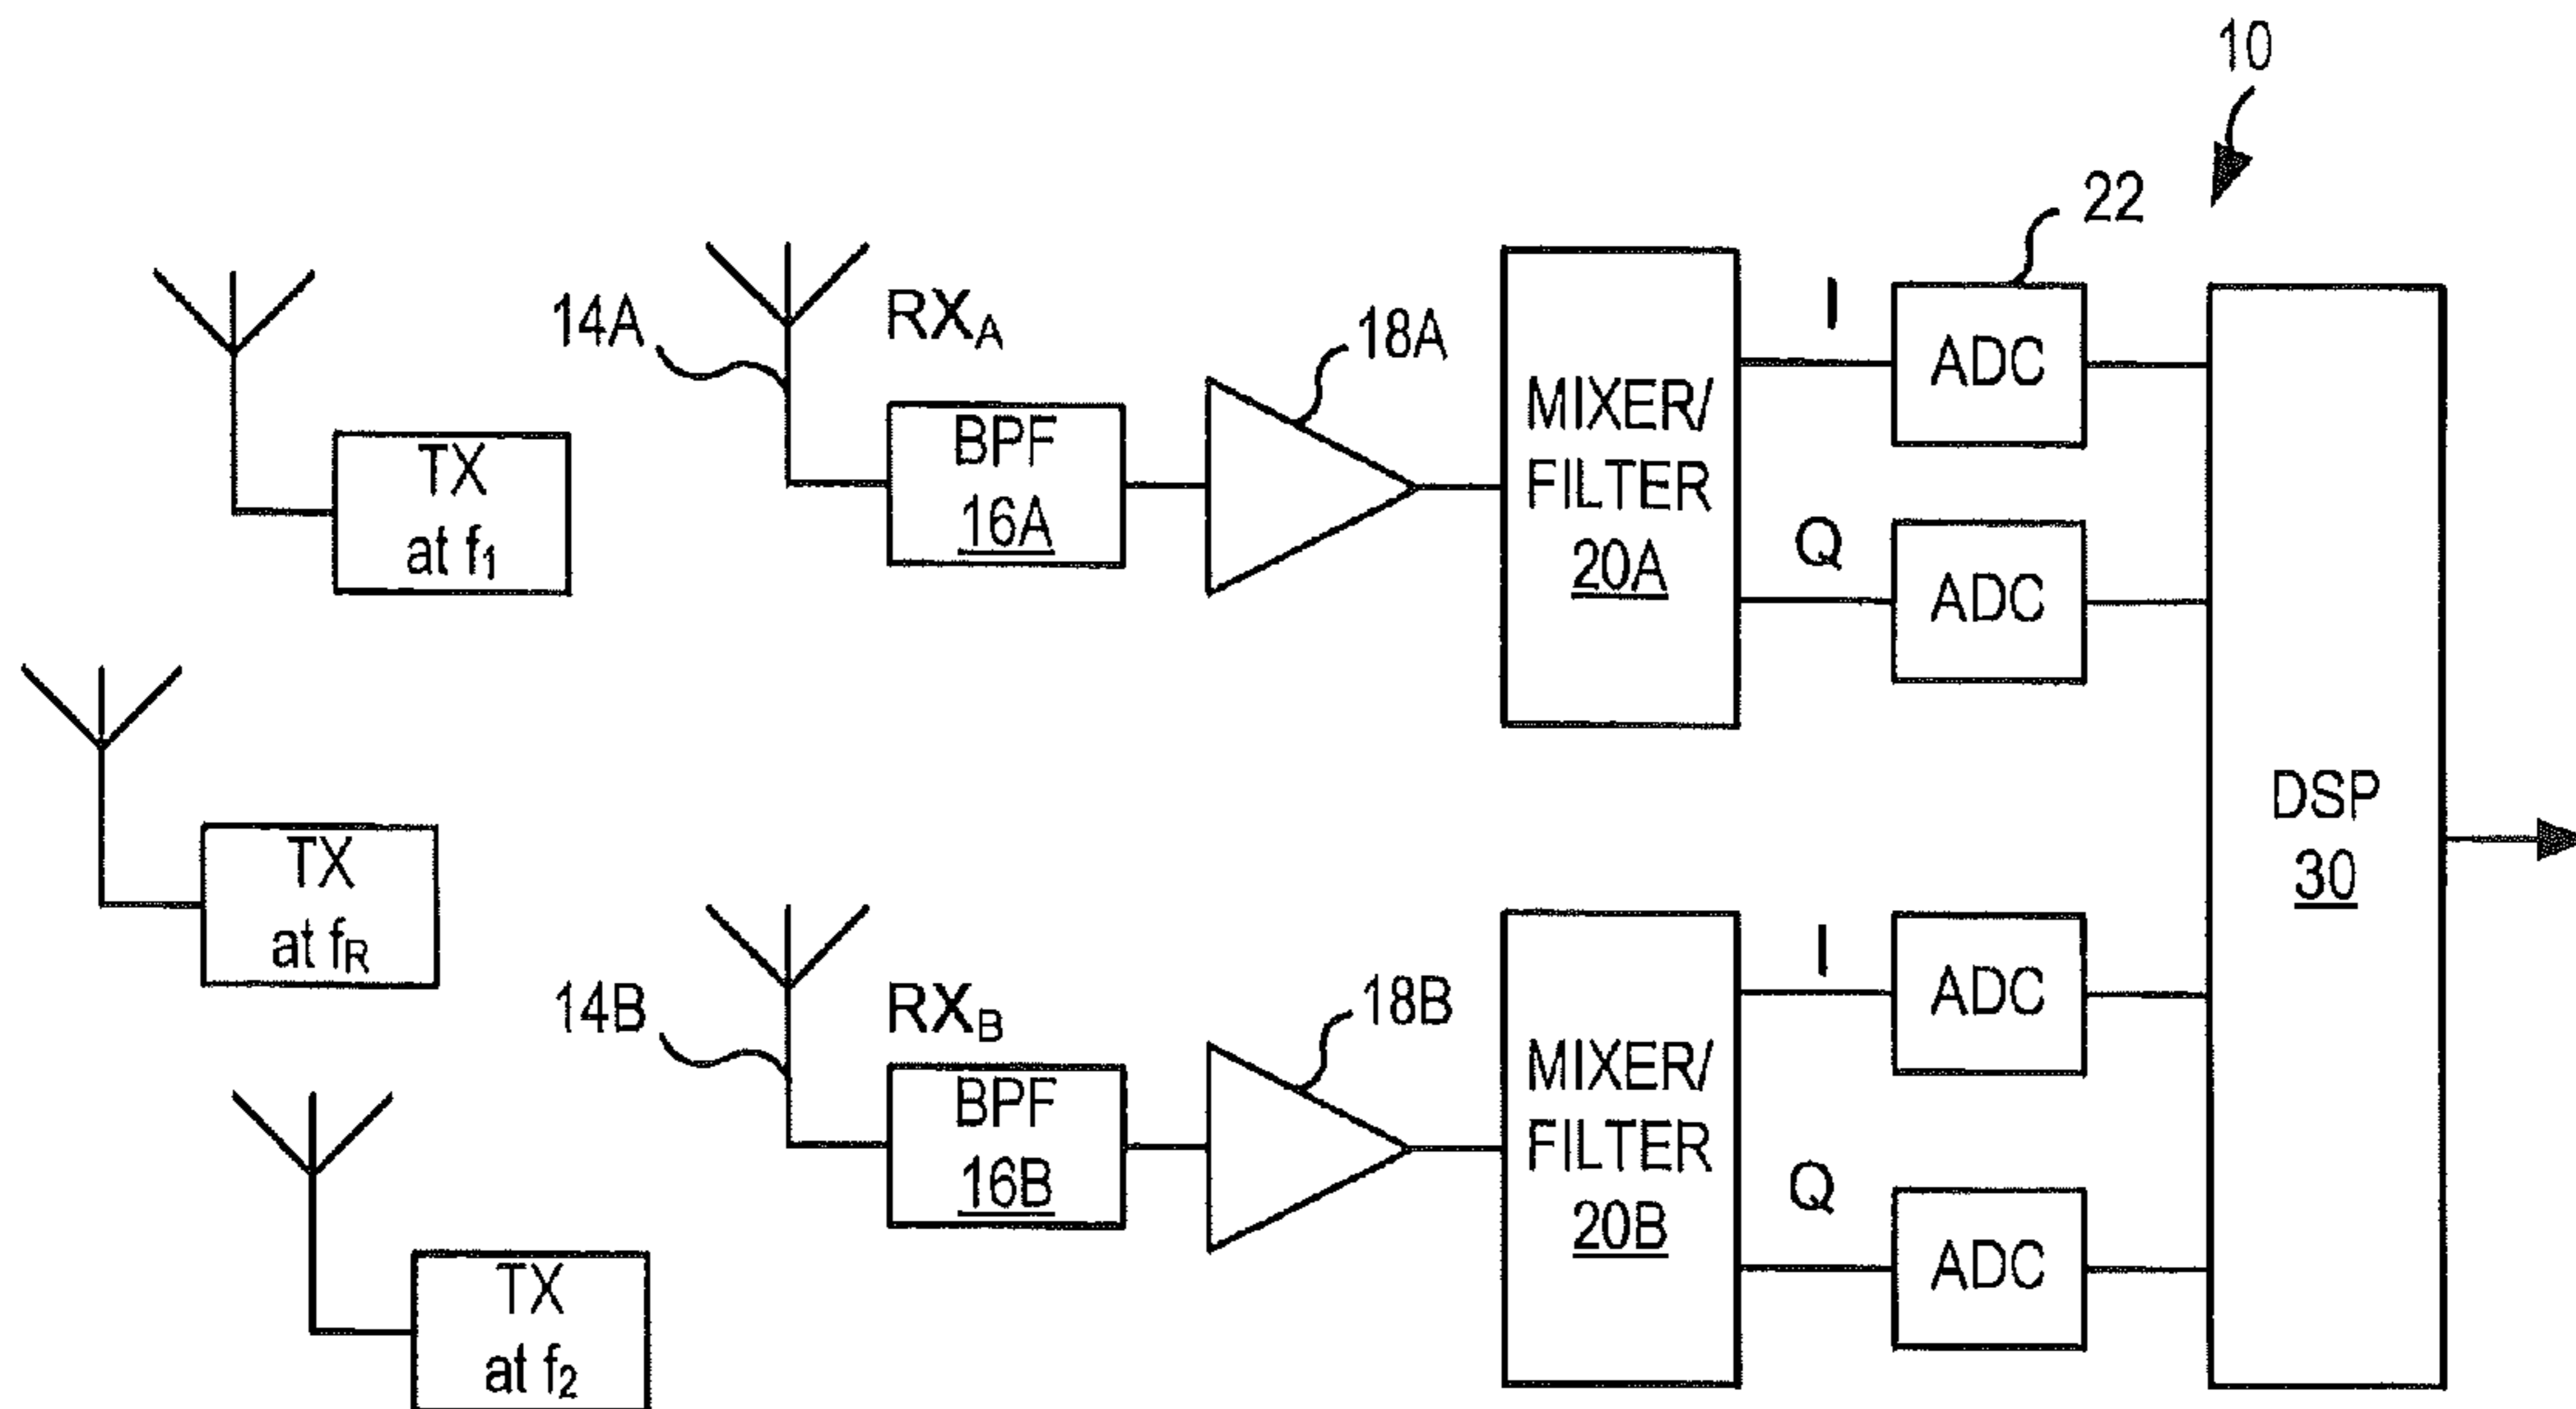 10
22
14A
RXA
18A
I
ADC
TX
at f1
BPF
16A
MIXER/
FILTER
20A
Q
ADC
TX
at fR
DSP
30
14B
RXB
18B
I
ADC
BPF
16B
MIXER/
FILTER
20B
Q
ADC
TX
at f2